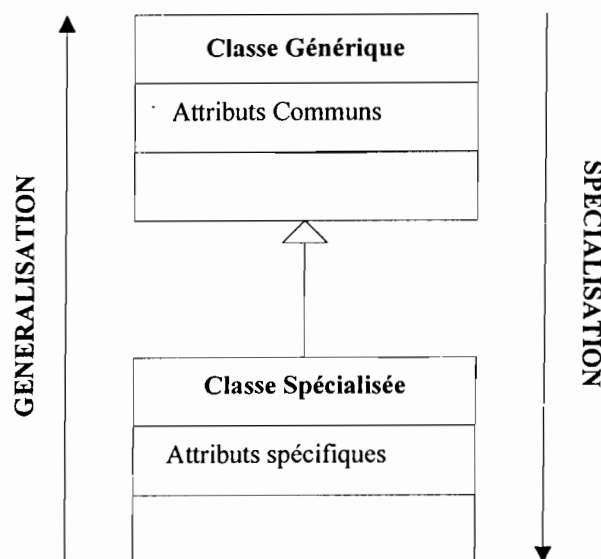 Classe Générique
Attributs Communs
GENERALISATION
SPECIALISATION
Classe Spécialisée
Attributs spécifiques